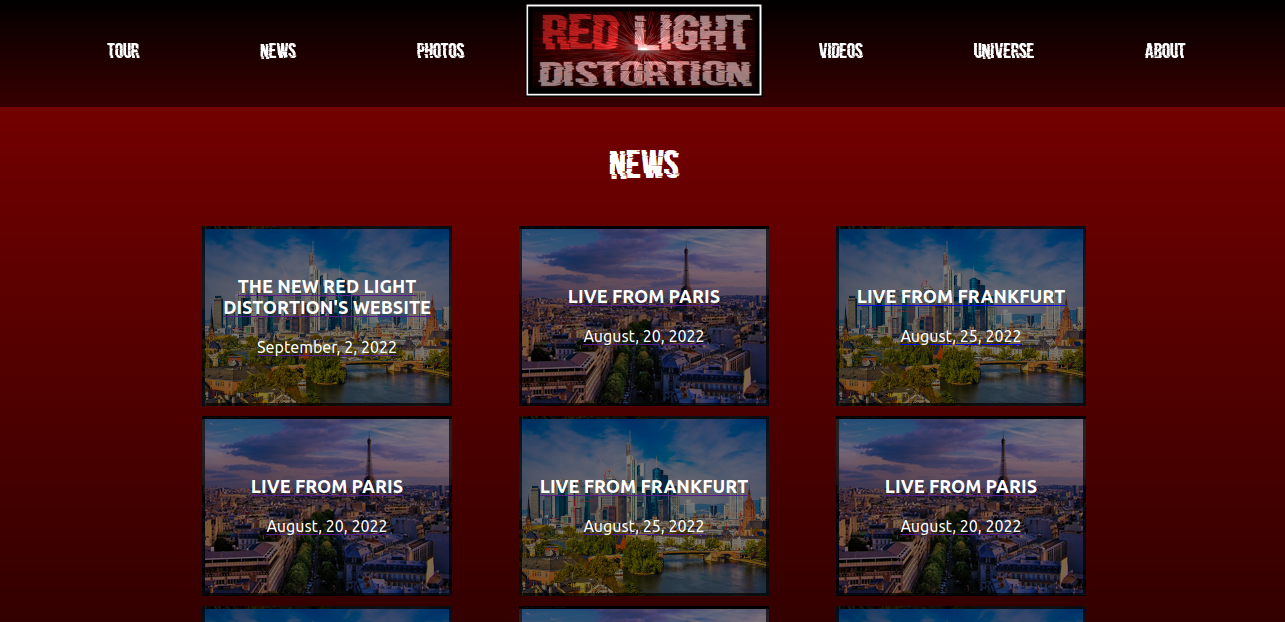 TOUR
NEWS
PHOTOS
RED LIGHT
DISTORTION
VIDEOS
UNIVERSE
ABOUT
NEWS
THE NEW RED LIGHT
DISTORTION'S WEBSITE
September, 2, 2022
LIVE FROM PARIS
August, 20, 2022
LIVE FROM FRANKFURT
August, 25, 2022
LIVE FROM PARIS
August, 20, 2022
LIVE FROM FRANKFURT
August, 25, 2022
LIVE FROM PARIS
August, 20, 2022